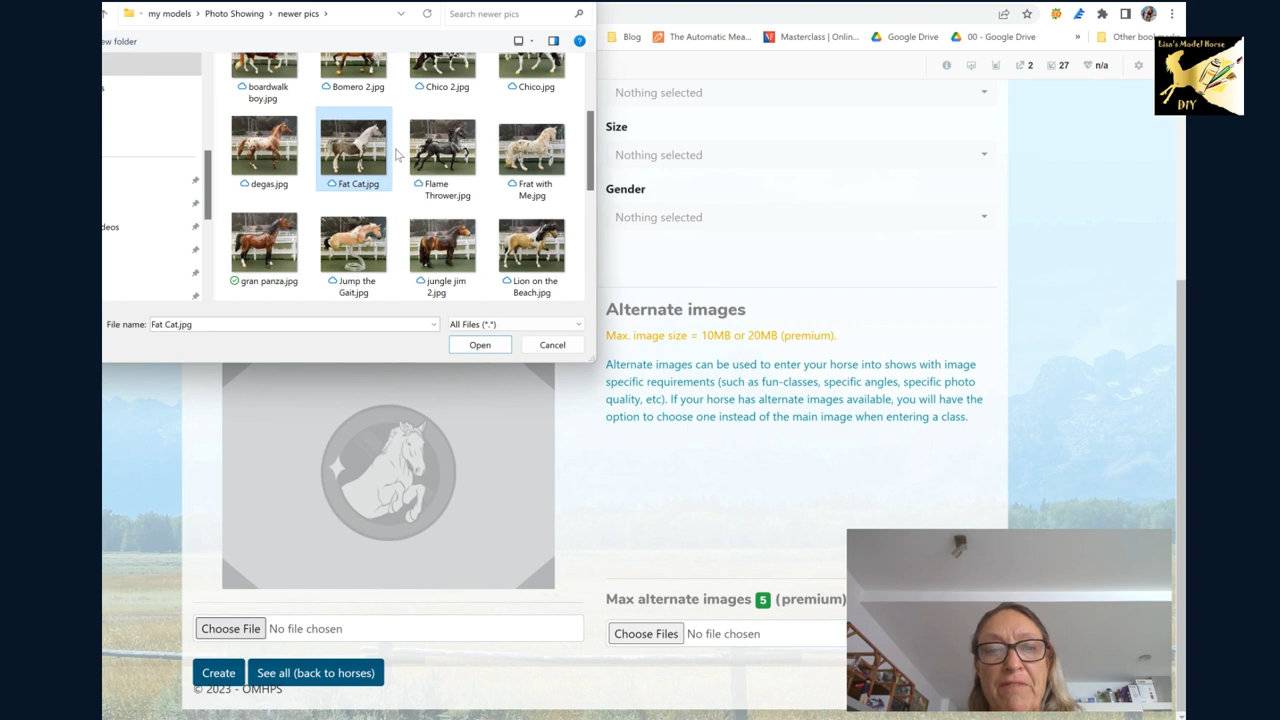 my models > Photo Showing > newer pics >
Search newer pics
ew folder
boardwalk boy.jpg
Bomero 2.jpg
Chico 2.jpg
Chico.jpg
degas.jpg
Fat Cat.jpg
Flame Thrower.jpg
Frat with Me.jpg
deos
gran panza.jpg
Jump the Gait.jpg
jungle jim 2.jpg
Lion on the Beach.jpg
File name: Fat Cat.jpg
All Files (*.*)
Open
Cancel
Blog
The Automatic Mea...
Masterclass | Onlin...
Google Drive
00 - Google Drive
»
Other bookm
2
27
n/a
Lisa's Model Horse
DIY
Nothing selected
Size
Nothing selected
Gender
Nothing selected
Alternate images
Max. image size = 10MB or 20MB (premium).
Alternate images can be used to enter your horse into shows with image
specific requirements (such as fun-classes, specific angles, specific photo
quality, etc). If your horse has alternate images available, you will have the
option to choose one instead of the main image when entering a class.
Max alternate images 5 (premium)
Choose Files No file chosen
Choose File No file chosen
Create
See all (back to horses)
© 2023 - OMHPS